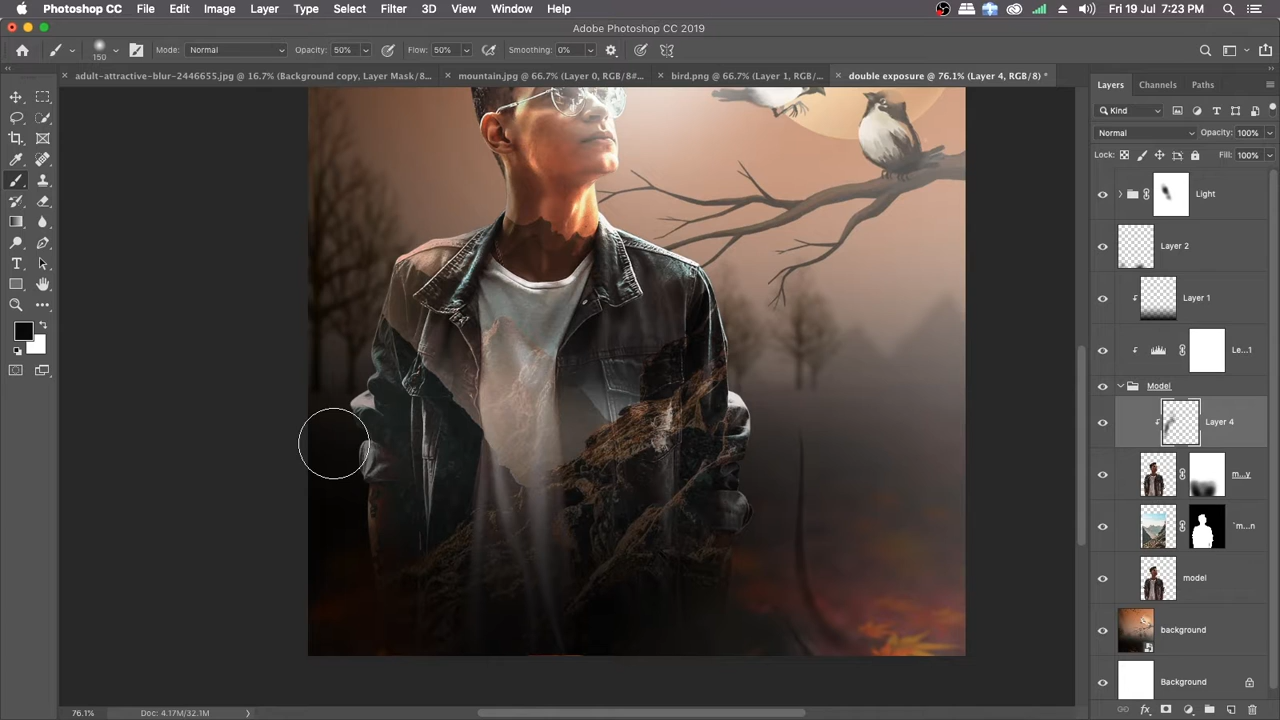 Photoshop CC File Edit Image Layer Type Select Filter 3D View Window Help Fri 19 Jul 7:23 PM
Adobe Photoshop CC 2019
150 Mode: Normal Opacity: 50% Flow: 50% Smoothing: 0%
adult-attractive-blur-2446655.jpg @ 16.7% (Background copy, Layer Mask/8... mountain.jpg @ 66.7% (Layer 0, RGB/8#... bird.png @ 66.7% (Layer 1, RGB/... double exposure @ 76.1% (Layer 4, RGB/8) *
Layers Channels Paths
Kind
Normal Opacity: 100%
Lock: Fill: 100%
Light
Layer 2
Layer 1
Le...1
Model
Layer 4
m...y
`m...n
model
background
Background
76.1% Doc: 4.17M/32.1M